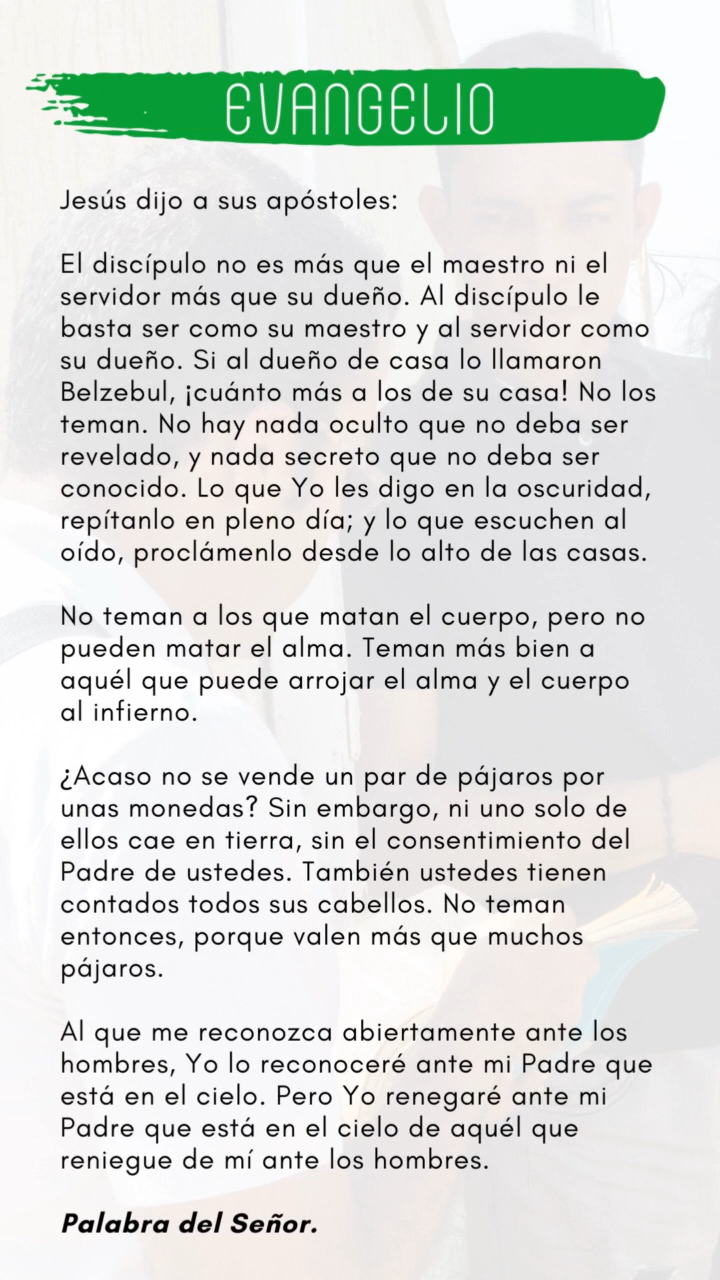 EVANGELIO
Jesús dijo a sus apóstoles:
El discípulo no es más que el maestro ni el
servidor más que su dueño. Al discípulo le
basta ser como su maestro y al servidor como
su dueño. Si al dueño de casa lo llamaron
Belzebul, ¡cuánto más a los de su casa! No los
teman. No hay nada oculto que no deba ser
revelado, y nada secreto que no deba ser
conocido. Lo que Yo les digo en la oscuridad,
repítanlo en pleno día; y lo que escuchen al
oído, proclámenlo desde lo alto de las casas.
No teman a los que matan el cuerpo, pero no
pueden matar el alma. Teman más bien a
aquél que puede arrojar el alma y el cuerpo
al infierno.
¿Acaso no se vende un par de pájaros por
unas monedas? Sin embargo, ni uno solo de
ellos cae en tierra, sin el consentimiento del
Padre de ustedes. También ustedes tienen
contados todos sus cabellos. No teman
entonces, porque valen más que muchos
pájaros.
Al que me reconozca abiertamente ante los
hombres, Yo lo reconoceré ante mi Padre que
está en el cielo. Pero Yo renegaré ante mi
Padre que está en el cielo de aquél que
reniegue de mí ante los hombres.
Palabra del Señor.